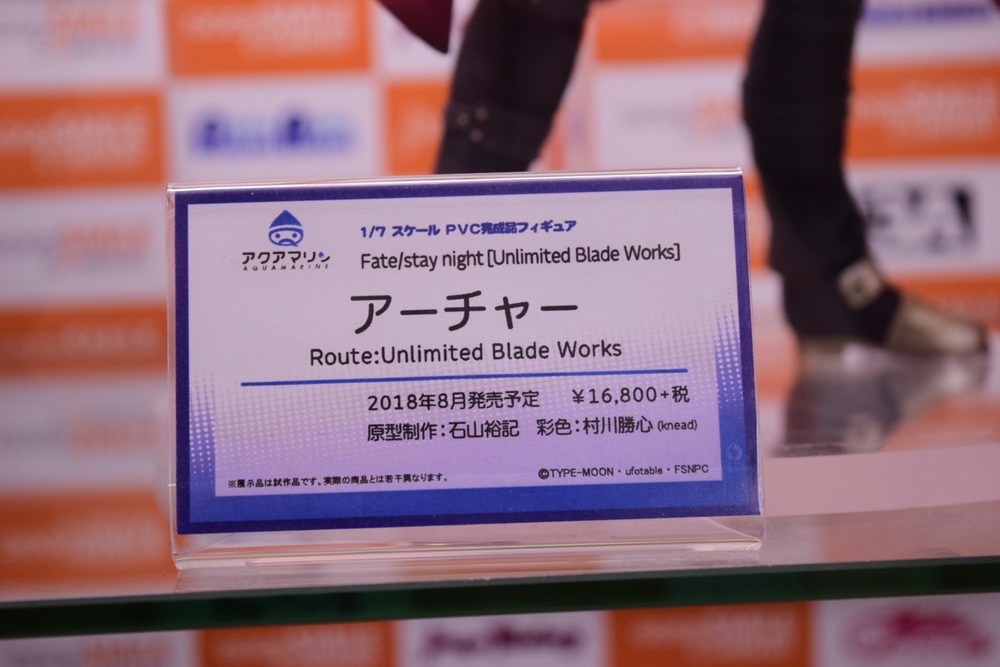 アクアマリン
AQUAMARINE
1/7 スケール PVC完成品フィギュア
Fate/stay night [Unlimited Blade Works]
アーチャー
Route:Unlimited Blade Works
2018年8月発売予定 ¥16,800+税
原型制作:石山裕記 彩色:村川勝心 (knead)
※展示品は試作品です。実際の商品とは若干異なります。
©TYPE-MOON・ufotable・FSNPC